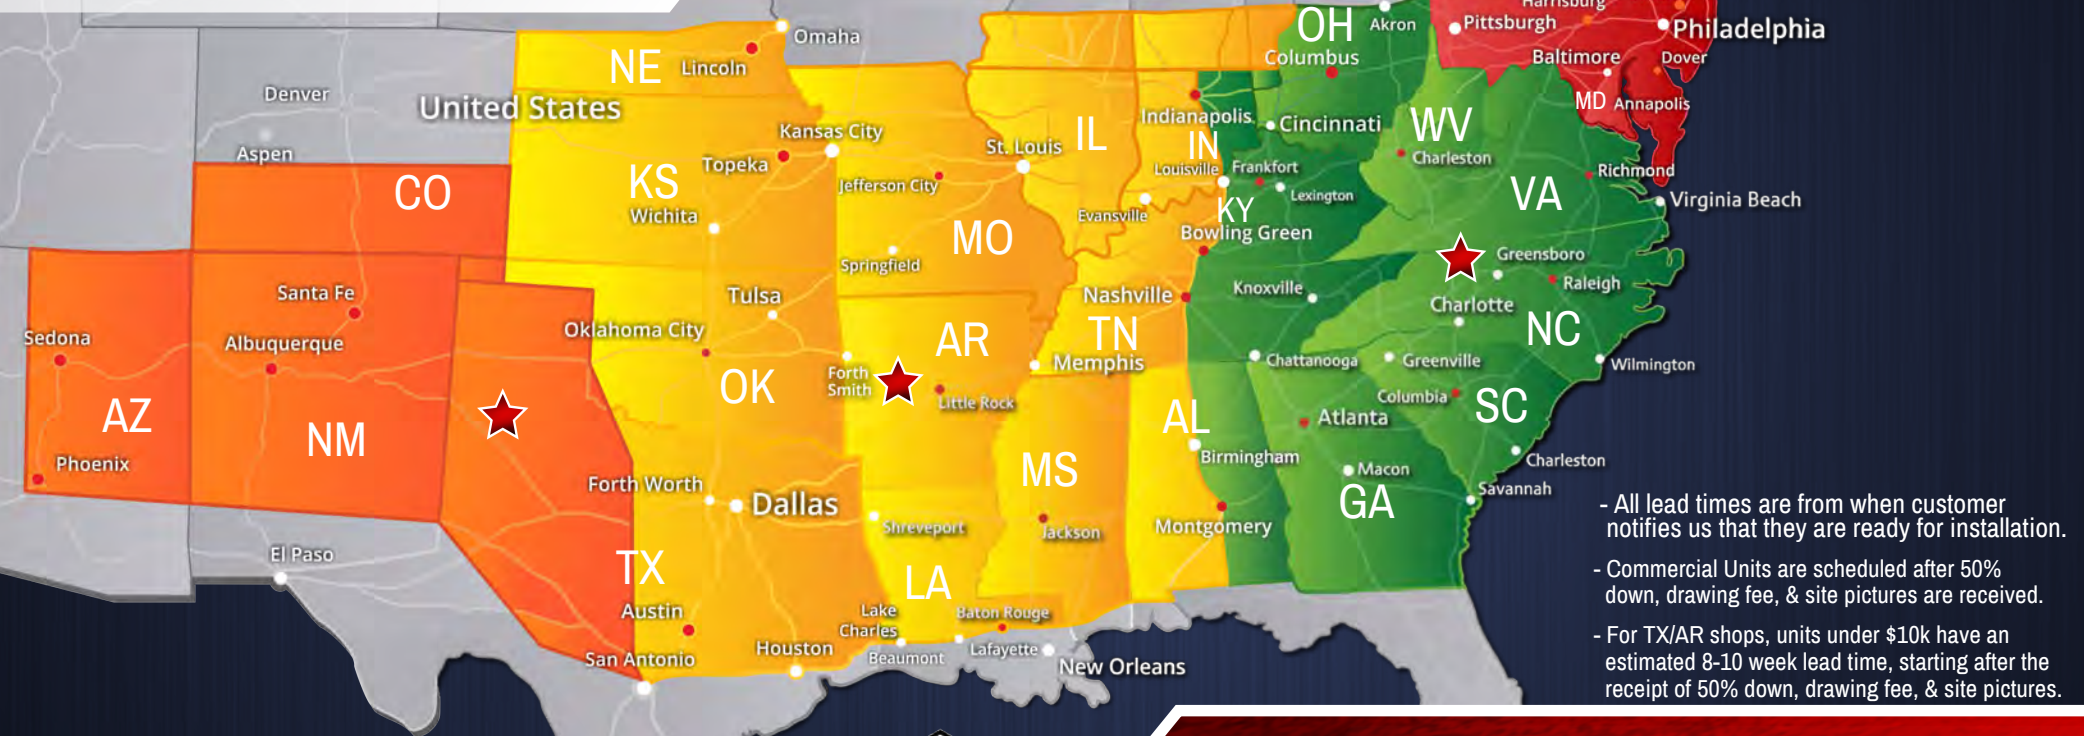 Harrisburg
OH
Akron
Pittsburgh
Philadelphia
Omaha
NE
Lincoln
Columbus
Baltimore
Dover
Denver
United States
MD
Annapolis
Kansas City
IL
Indianapolis
Cincinnati
WV
Aspen
Topeka
St. Louis
IN
Charleston
CO
KS
Jefferson City
Louisville
Frankfort
Richmond
Wichita
Evansville
KY
Lexington
VA
Virginia Beach
MO
Bowling Green
Springfield
Greensboro
Santa Fe
Tulsa
Nashville
Knoxville
Raleigh
Charlotte
Sedona
Albuquerque
Oklahoma City
AR
TN
NC
Forth
Smith
Memphis
Chattanooga
Greenville
Wilmington
OK
Little Rock
Columbia
AZ
NM
AL
Atlanta
SC
Phoenix
MS
Birmingham
Macon
Charleston
Forth Worth
Dallas
GA
Savannah
Shreveport
Jackson
Montgomery
El Paso
TX
LA
Austin
Lake
Charles
Baton Rouge
San Antonio
Houston
Beaumont
Lafayette
New Orleans
- All lead times are from when customer
notifies us that they are ready for installation.
- Commercial Units are scheduled after 50%
down, drawing fee, & site pictures are received.
- For TX/AR shops, units under $10k have an
estimated 8-10 week lead time, starting after the
receipt of 50% down, drawing fee, & site pictures.